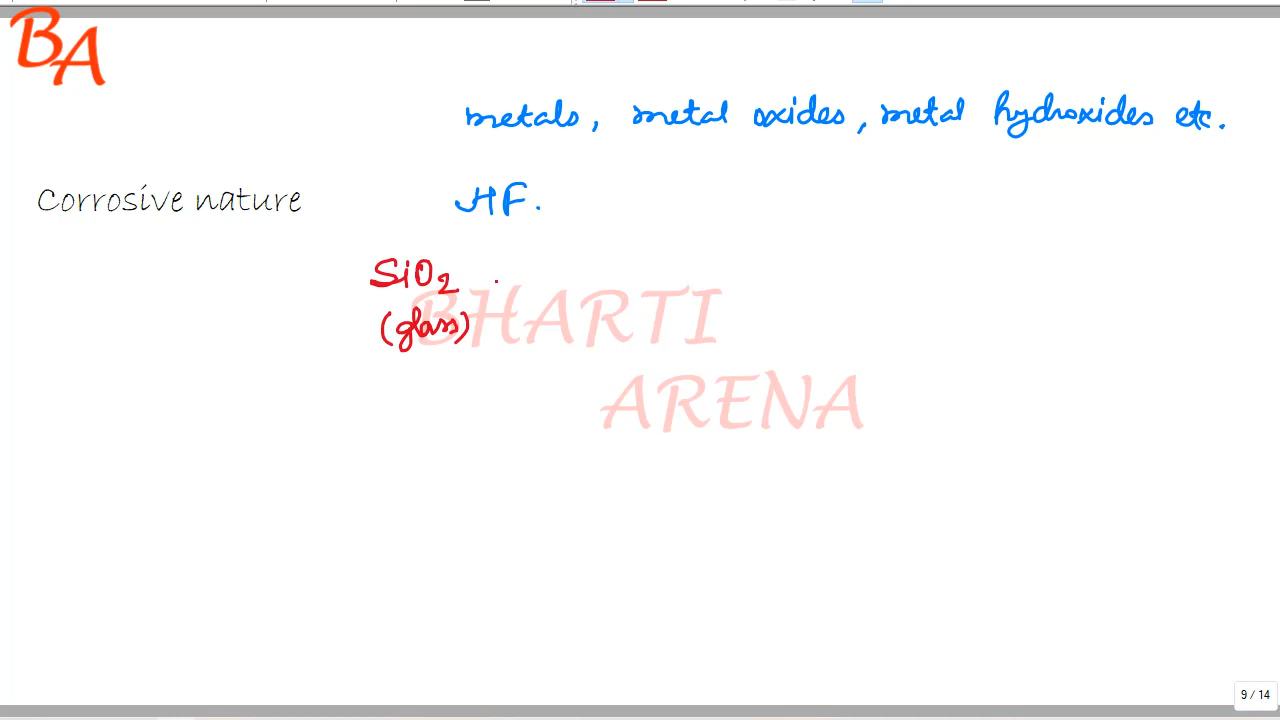 BA
metals, metal oxides, metal hydroxides etc.
Corrosive nature HF.
SiO2
(glass)
BHARTI
ARENA
9 / 14